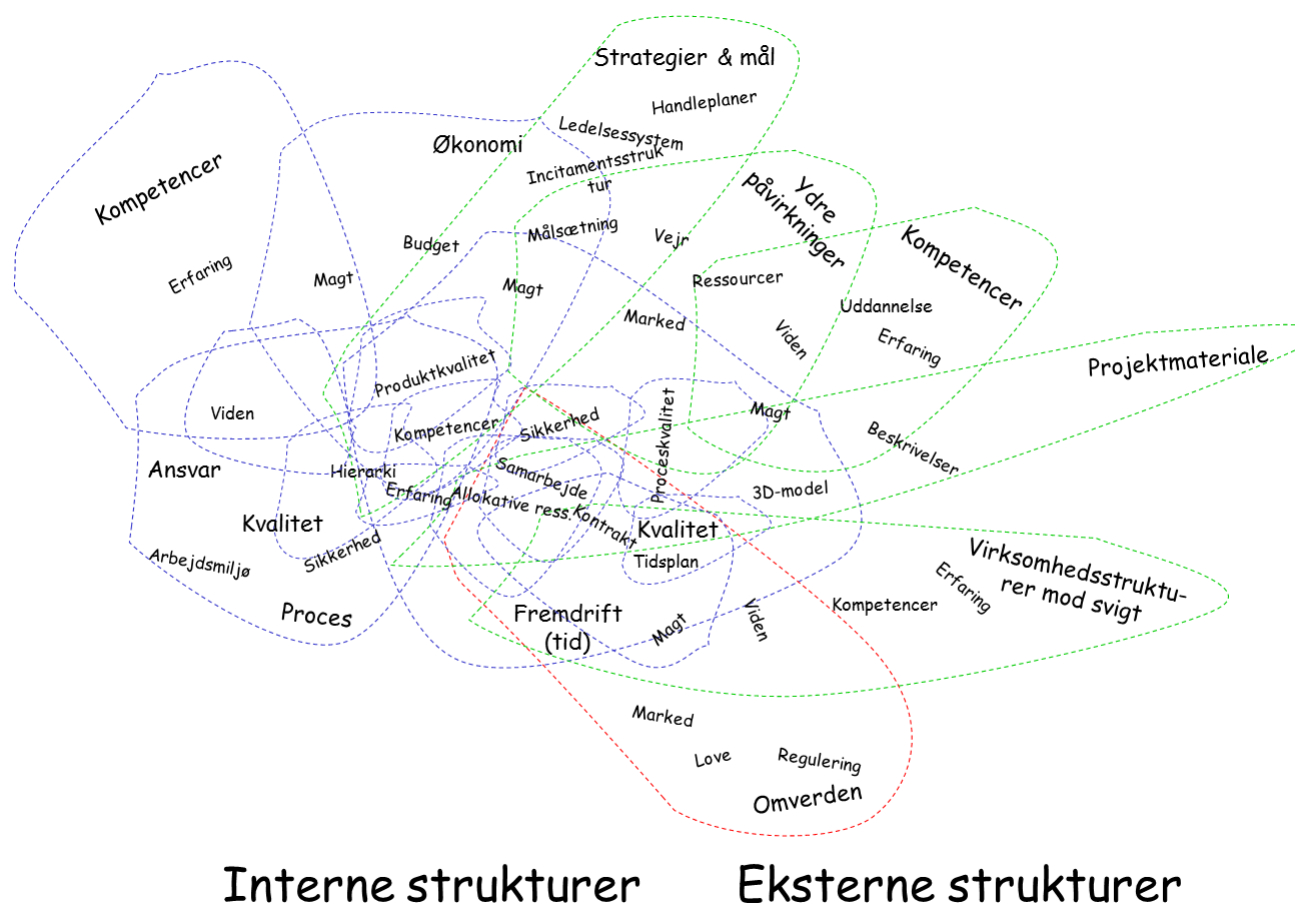 Strategier & mål
Handleplaner
Ledelsessystem
Økonomi
Incitamentsstruk
tur
Kompetencer
Ydre
påvirkninger
Målsætning
Vejr
Budget
Kompetencer
Erfaring
Magt
Magt
Ressourcer
Uddannelse
Marked
Viden
Erfaring
Projektmateriale
Produktkvalitet
Viden
Kompetencer
Sikkerhed
Proceskvalitet
Magt
Beskrivelser
Ansvar
Hierarki
Samarbejde
Erfaring
Allokative ress.
3D-model
Kvalitet
Kontrakt
Kvalitet
Sikkerhed
Arbejdsmiljø
Tidsplan
Virksomhedsstruktu-
rer mod svigt
Erfaring
Proces
Fremdrift
(tid)
Magt
Viden
Kompetencer
Marked
Love
Regulering
Omverden
Interne strukturer
Eksterne strukturer